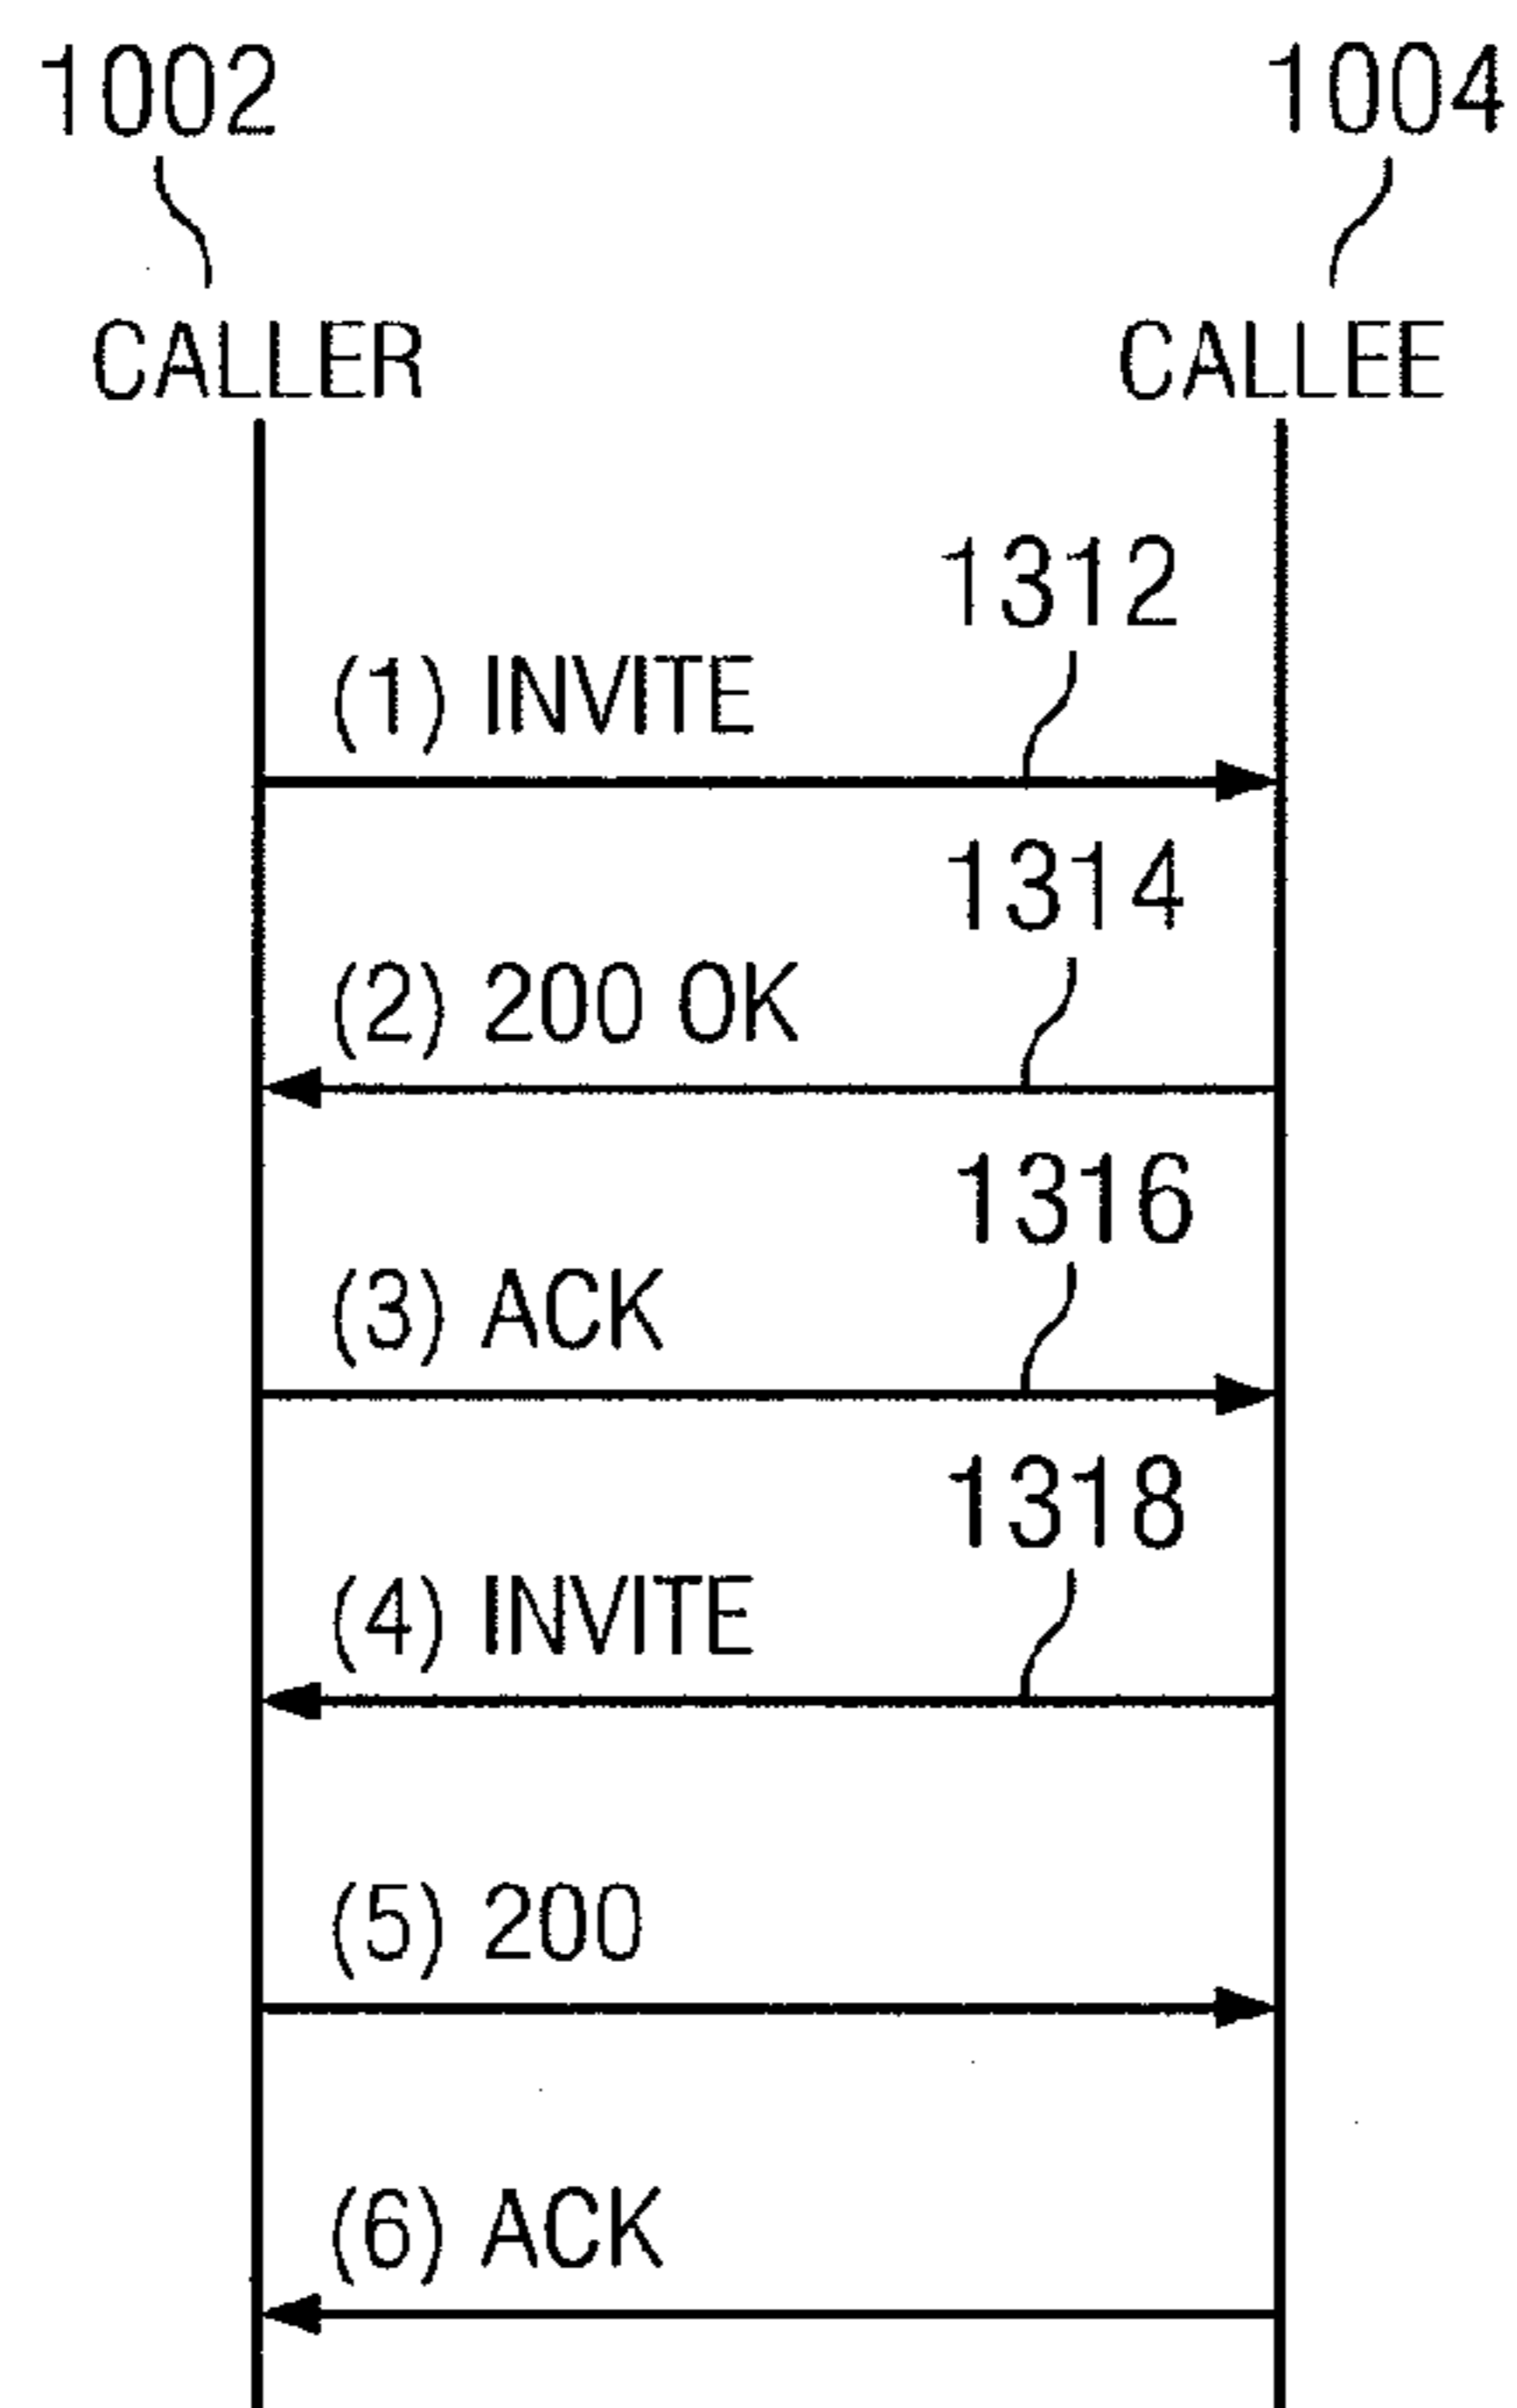 1002 1004
CALLER CALLEE
1312
(1) INVITE
1314
(2) 200 OK
1316
(3) ACK
1318
(4) INVITE
(5) 200
(6) ACK